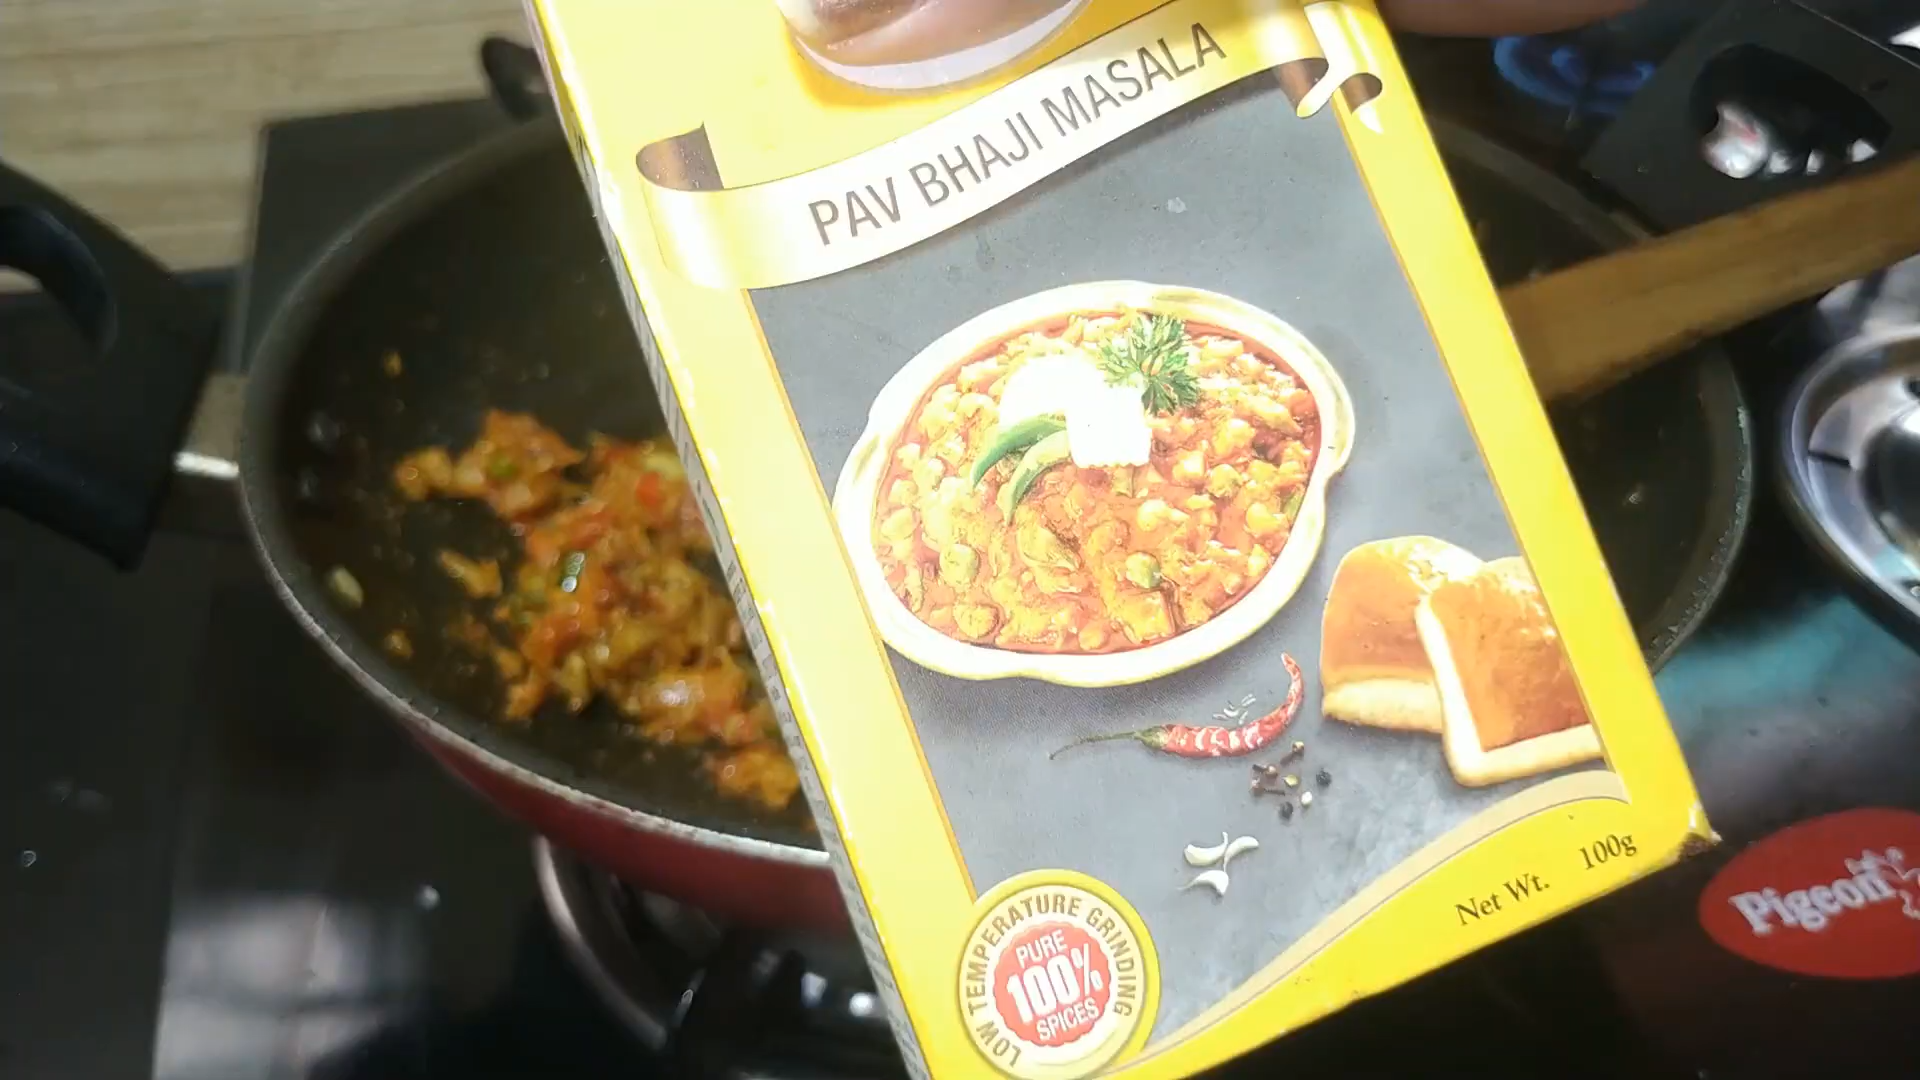 PAV BHAJI MASALA
LOW TEMPERATURE GRINDING
PURE
100%
SPICES
Net Wt. 100g
Pigeon